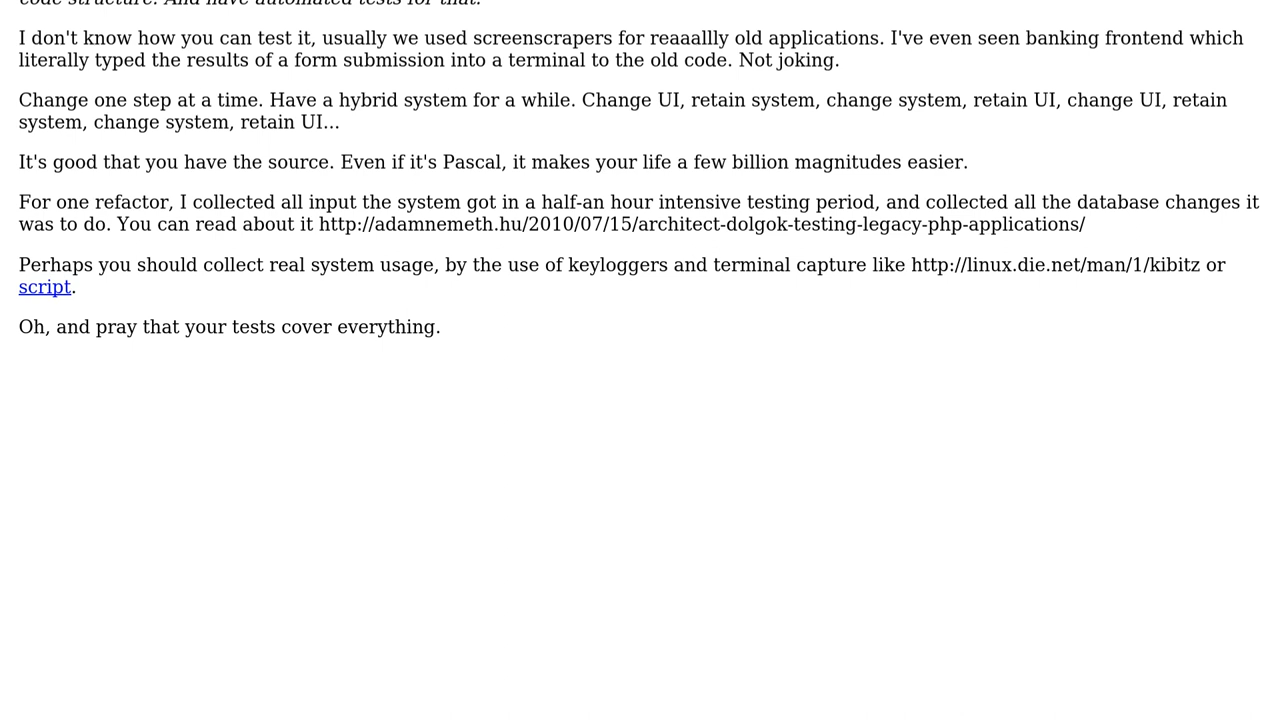 code structure. And have automated tests for that.
I don't know how you can test it, usually we used screenscrapers for reaaallly old applications. I've even seen banking frontend which
literally typed the results of a form submission into a terminal to the old code. Not joking.
Change one step at a time. Have a hybrid system for a while. Change UI, retain system, change system, retain UI, change UI, retain
system, change system, retain UI...
It's good that you have the source. Even if it's Pascal, it makes your life a few billion magnitudes easier.
For one refactor, I collected all input the system got in a half-an hour intensive testing period, and collected all the database changes it
was to do. You can read about it http://adamnemeth.hu/2010/07/15/architect-dolgok-testing-legacy-php-applications/
Perhaps you should collect real system usage, by the use of keyloggers and terminal capture like http://linux.die.net/man/1/kibitz or
script.
Oh, and pray that your tests cover everything.